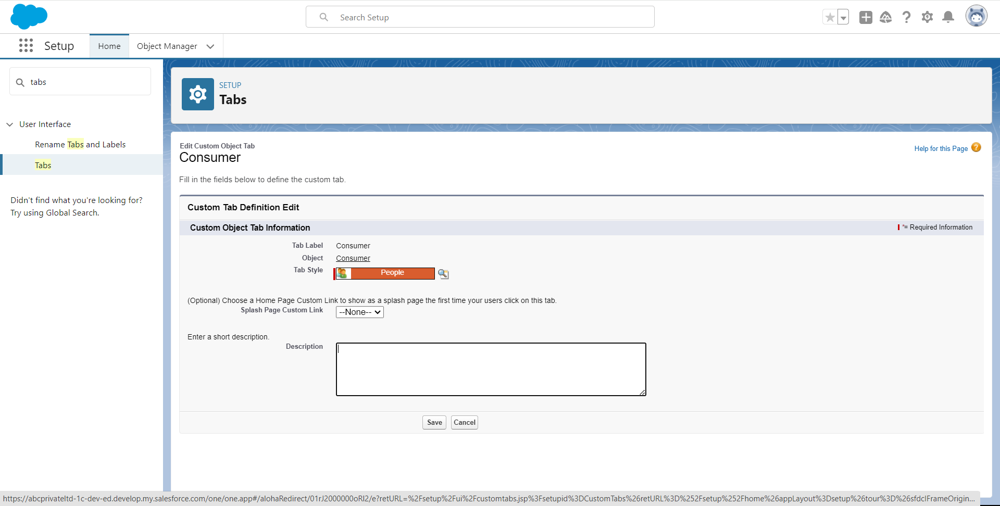 Search Setup
Setup
Home
Object Manager
tabs
User Interface
Rename Tabs and Labels
Tabs
Didn't find what you're looking for?
Try using Global Search.
SETUP
Tabs
Edit Custom Object Tab
Consumer
Help for this Page
Fill in the fields below to define the custom tab.
Custom Tab Definition Edit
Custom Object Tab Information
*= Required Information
Tab Label Consumer
Object Consumer
Tab Style People
(Optional) Choose a Home Page Custom Link to show as a splash page the first time your users click on this tab.
Splash Page Custom Link --None--
Enter a short description.
Description
Save Cancel
https://abcprivateltd-1c-dev-ed.develop.my.salesforce.com/one/one.app#/alohaRedirect/01rJ2000000oRI2/e?retURL=%2Fsetup%2Fui%2Fcustomtabs.jsp%3Fsetupid%3DCustomTabs%26retURL%3D%252Fsetup%252Fhome%26appLayout%3Dsetup%26tour%3D%26sfdcIFrameOrigin...